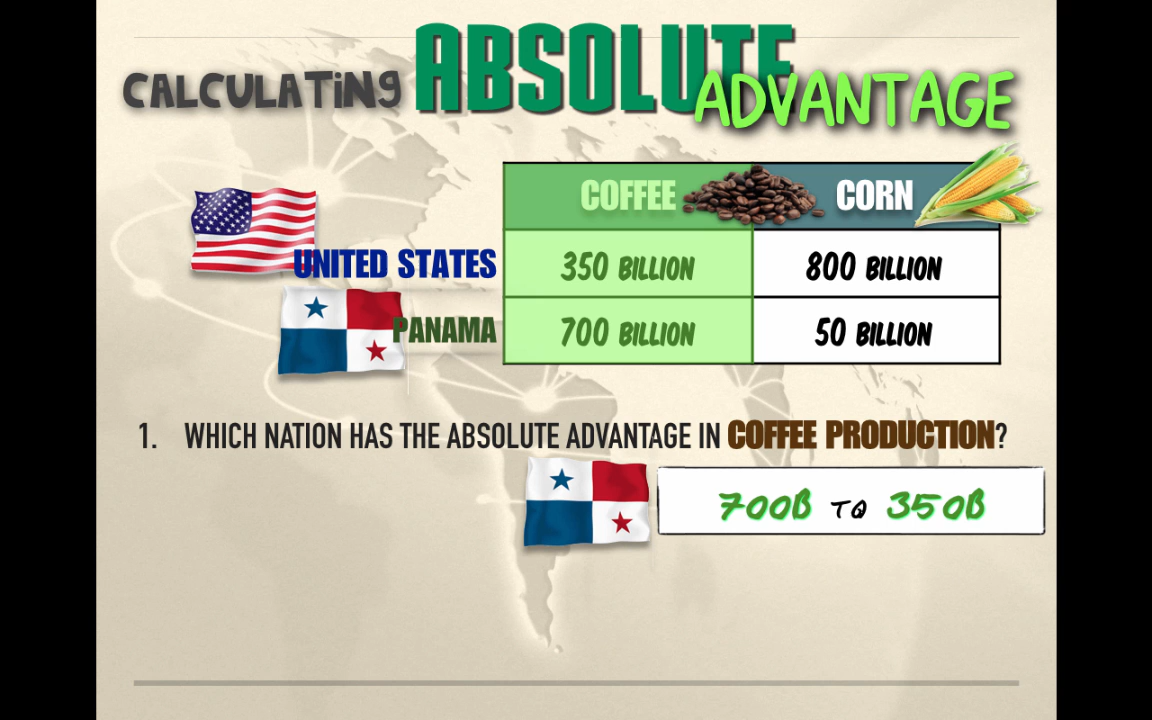 CALCULATING ABSOLUTE ADVANTAGE
COFFEE CORN
UNITED STATES 350 BILLION 800 BILLION
PANAMA 700 BILLION 50 BILLION
1. WHICH NATION HAS THE ABSOLUTE ADVANTAGE IN COFFEE PRODUCTION?
700B TO 350B